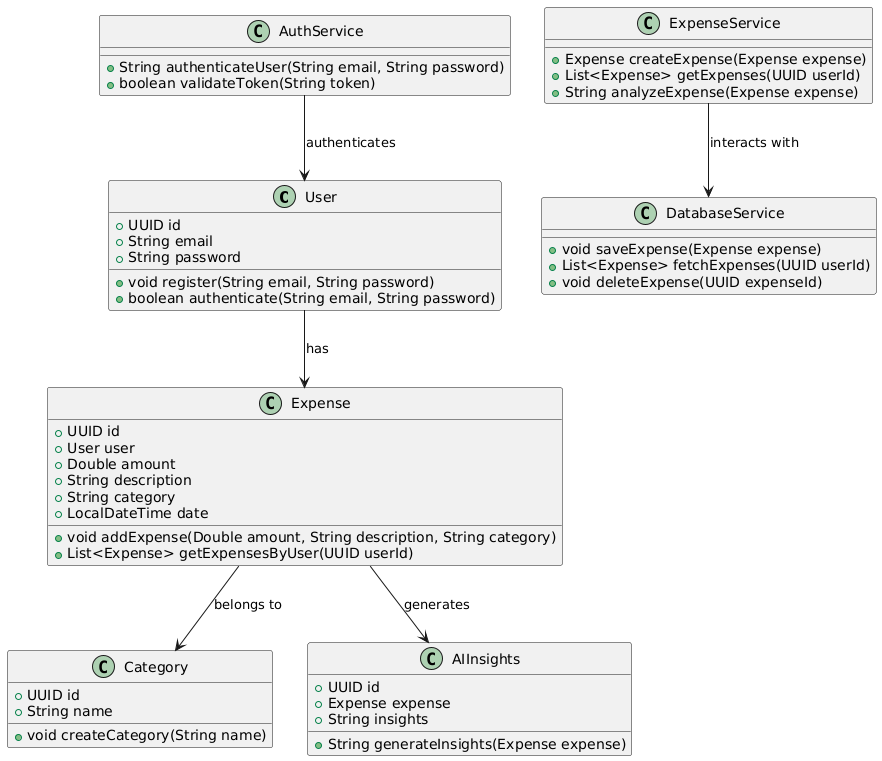 C AuthService
String authenticateUser(String email, String password)
boolean validateToken(String token)
C ExpenseService
Expense createExpense(Expense expense)
List<Expense> getExpenses(UUID userId)
String analyzeExpense(Expense expense)
authenticates
interacts with
C User
UUID id
String email
String password
void register(String email, String password)
boolean authenticate(String email, String password)
C DatabaseService
void saveExpense(Expense expense)
List<Expense> fetchExpenses(UUID userId)
void deleteExpense(UUID expenseId)
has
C Expense
UUID id
User user
Double amount
String description
String category
LocalDateTime date
void addExpense(Double amount, String description, String category)
List<Expense> getExpensesByUser(UUID userId)
belongs to
generates
C Category
UUID id
String name
void createCategory(String name)
C AIInsights
UUID id
Expense expense
String insights
String generateInsights(Expense expense)